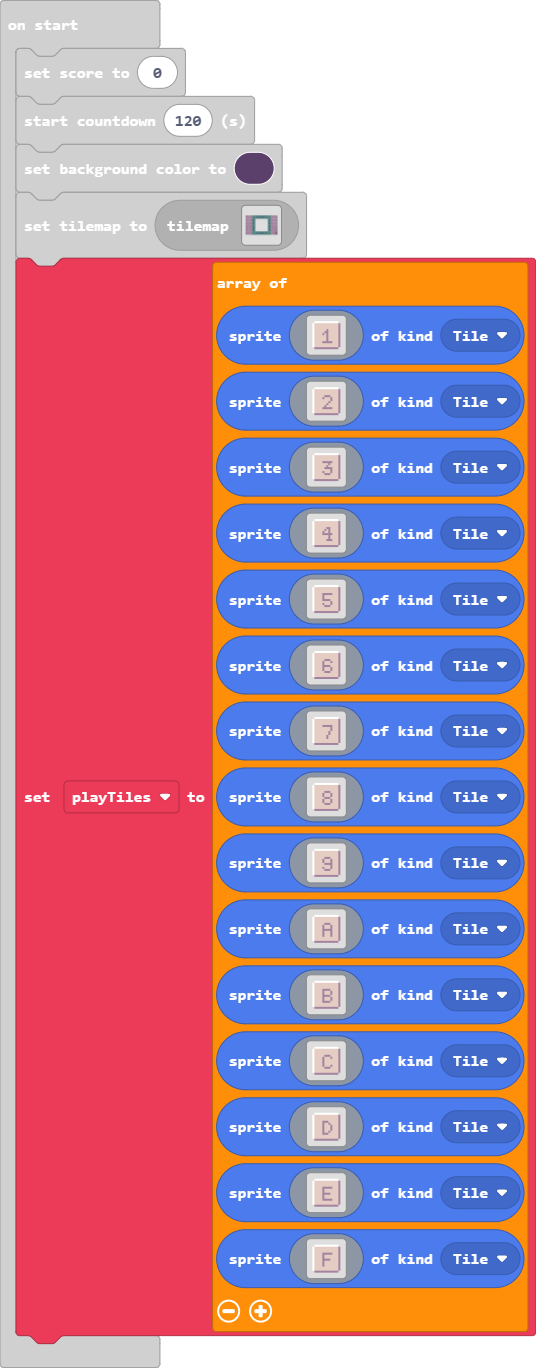 on start
set score to 0
start countdown 120 (s)
set background color to
set tilemap to tilemap
array of
sprite 1 of kind Tile
sprite 2 of kind Tile
sprite 3 of kind Tile
sprite 4 of kind Tile
sprite 5 of kind Tile
sprite 6 of kind Tile
sprite 7 of kind Tile
set playTiles to sprite 8 of kind Tile
sprite 9 of kind Tile
sprite A of kind Tile
sprite B of kind Tile
sprite C of kind Tile
sprite D of kind Tile
sprite E of kind Tile
sprite F of kind Tile